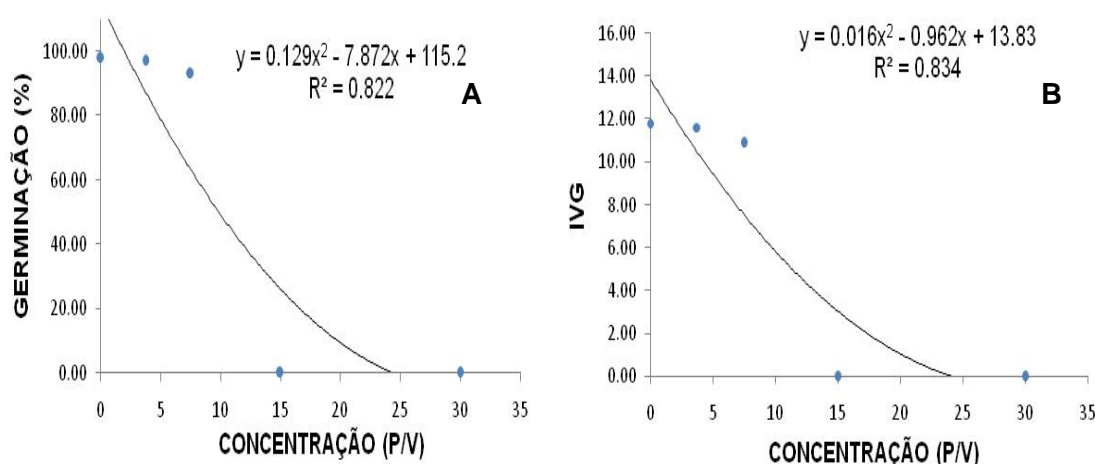 y = 0.129x² - 7.872x + 115.2
R² = 0.822
A
GERMINAÇÃO (%)
100.00
80.00
60.00
40.00
20.00
0.00
0 5 10 15 20 25 30 35
CONCENTRAÇÃO (P/V)
y = 0.016x² - 0.962x + 13.83
R² = 0.834
B
IVG
16.00
14.00
12.00
10.00
8.00
6.00
4.00
2.00
0.00
0 5 10 15 20 25 30 35
CONCENTRAÇÃO (P/V)